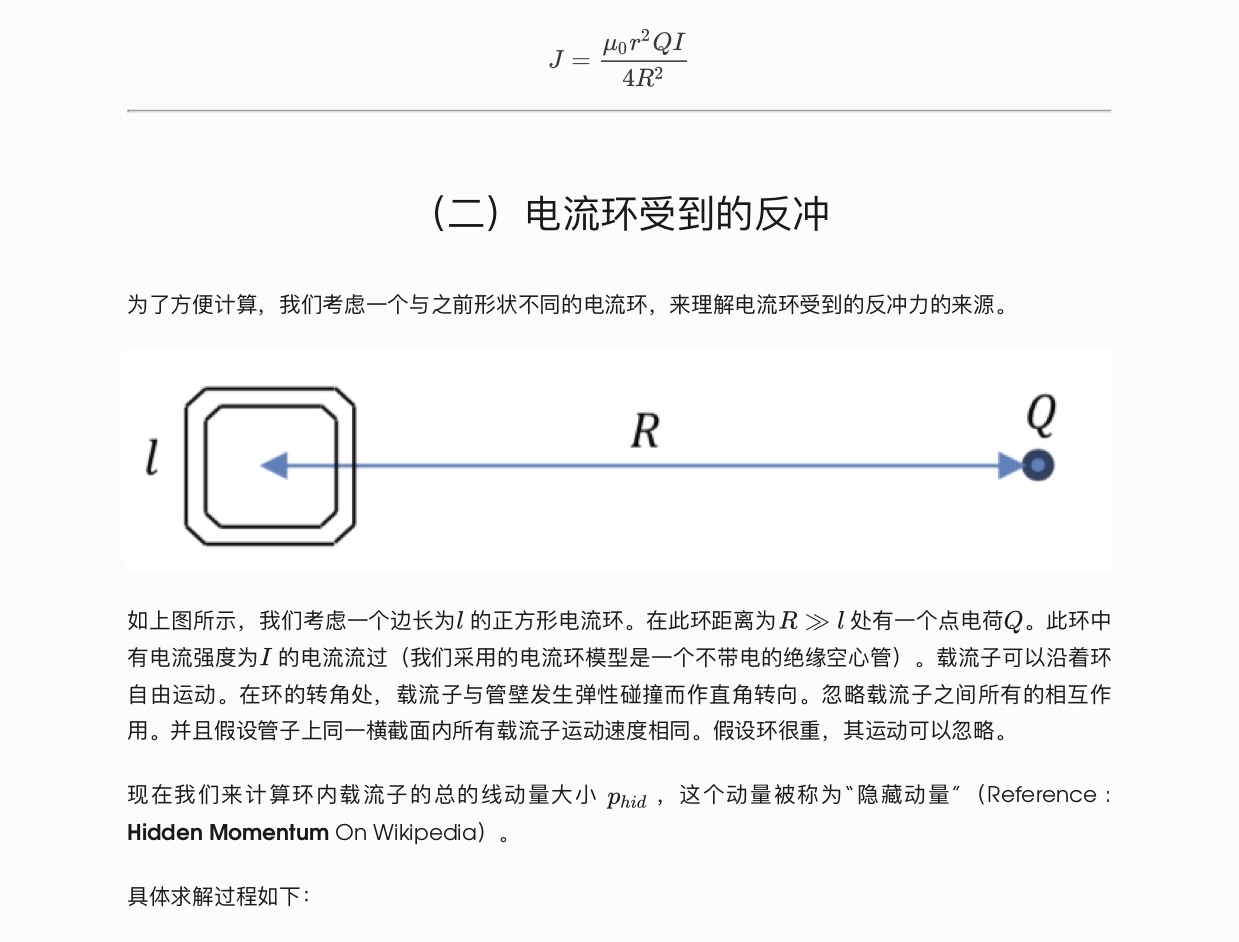 J = μ₀r²QI / 4R²
（二）电流环受到的反冲
为了方便计算，我们考虑一个与之前形状不同的电流环，来理解电流环受到的反冲力的来源。
l
R
Q
如上图所示，我们考虑一个边长为l 的正方形电流环。在此环距离为R ≫ l 处有一个点电荷Q。此环中
有电流强度为I 的电流流过（我们采用的电流环模型是一个不带电的绝缘空心管）。载流子可以沿着环
自由运动。在环的转角处，载流子与管壁发生弹性碰撞而作直角转向。忽略载流子之间所有的相互作
用。并且假设管子上同一横截面内所有载流子运动速度相同。假设环很重，其运动可以忽略。
现在我们来计算环内载流子的总的线动量大小 p_hid ，这个动量被称为“隐藏动量”（Reference :
Hidden Momentum On Wikipedia）。
具体求解过程如下：